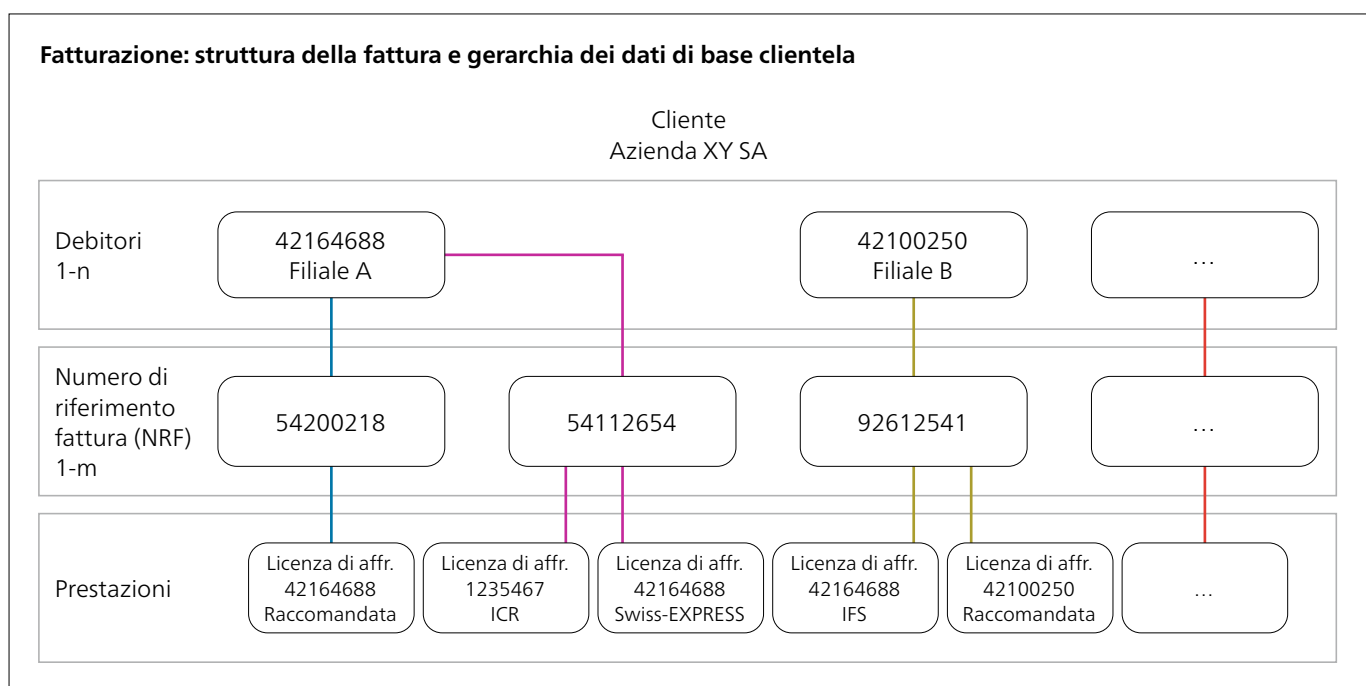 Fatturazione: struttura della fattura e gerarchia dei dati di base clientela
Cliente
Azienda XY SA
Debitori
1-n
42164688
Filiale A
42100250
Filiale B
…
Numero di
riferimento
fattura (NRF)
1-m
54200218
54112654
92612541
…
Prestazioni
Licenza di affr.
42164688
Raccomandata
Licenza di affr.
1235467
ICR
Licenza di affr.
42164688
Swiss-EXPRESS
Licenza di affr.
42164688
IFS
Licenza di affr.
42100250
Raccomandata
…